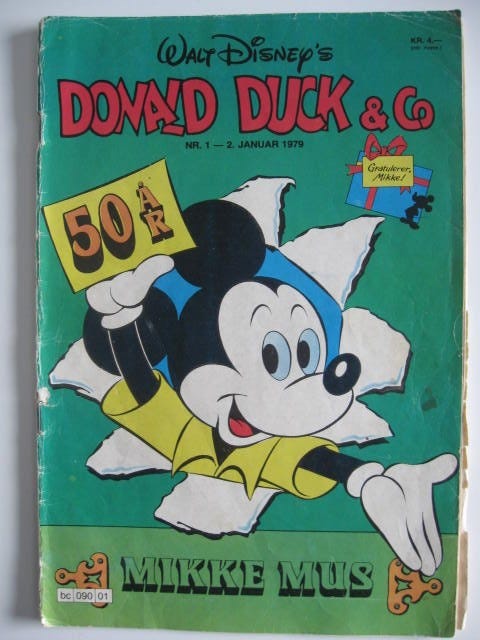 WALT DISNEY'S
KR. 4,—
DONALD DUCK & Co
NR. 1 — 2. JANUAR 1979
Gratulerer,
Mikke!
50 ÅR
MIKKE MUS
bc 090 01